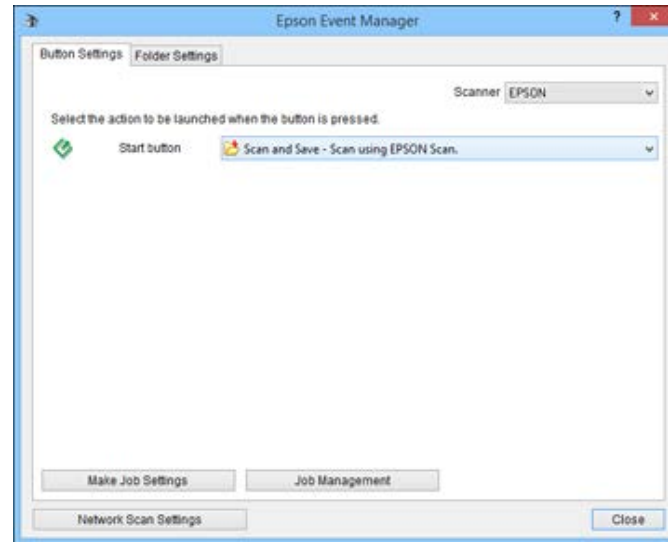 Epson Event Manager
? ×
Button Settings Folder Settings
Scanner EPSON
Select the action to be launched when the button is pressed.
Start button Scan and Save - Scan using EPSON Scan.
Make Job Settings Job Management
Network Scan Settings Close